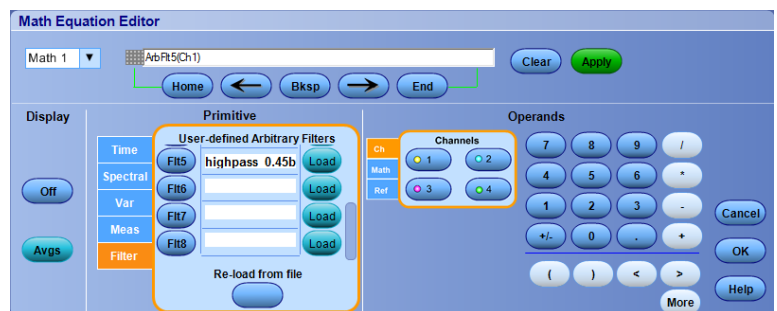 Math Equation Editor
Math 1
ArbFlt5(Ch1)
Clear
Apply
Home
Bksp
End
Display
Off
Avgs
Primitive
Time
Spectral
Var
Meas
Filter
User-defined Arbitrary Filters
Flt5 highpass_0.45b Load
Flt6 Load
Flt7 Load
Flt8 Load
Re-load from file
Operands
Ch
Math
Ref
Channels
1 2
3 4
7 8 9 /
4 5 6 *
1 2 3 -
+/- 0 . +
( ) < >
More
Cancel
OK
Help